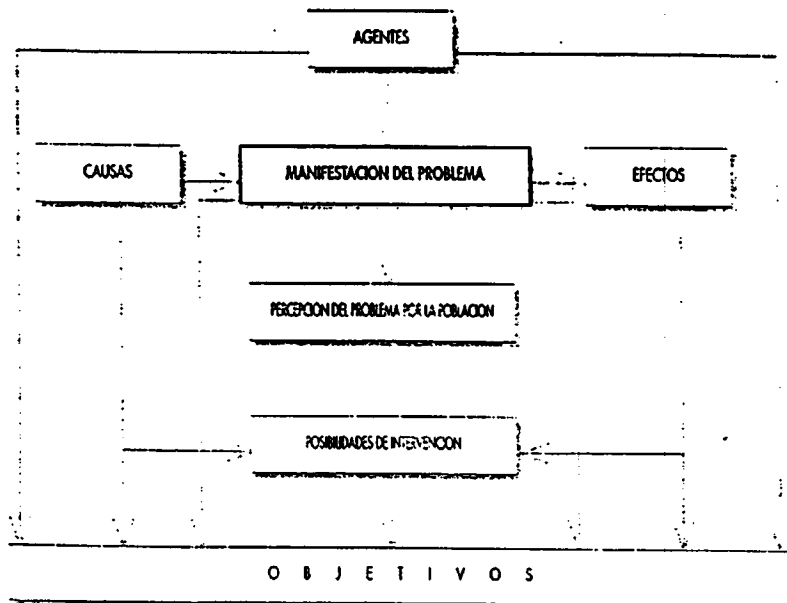 AGENTES
CAUSAS
MANIFESTACION DEL PROBLEMA
EFECTOS
PERCEPCION DEL PROBLEMA POR LA POBLACION
POSIBILIDADES DE INTERVENCION
O B J E T I V O S